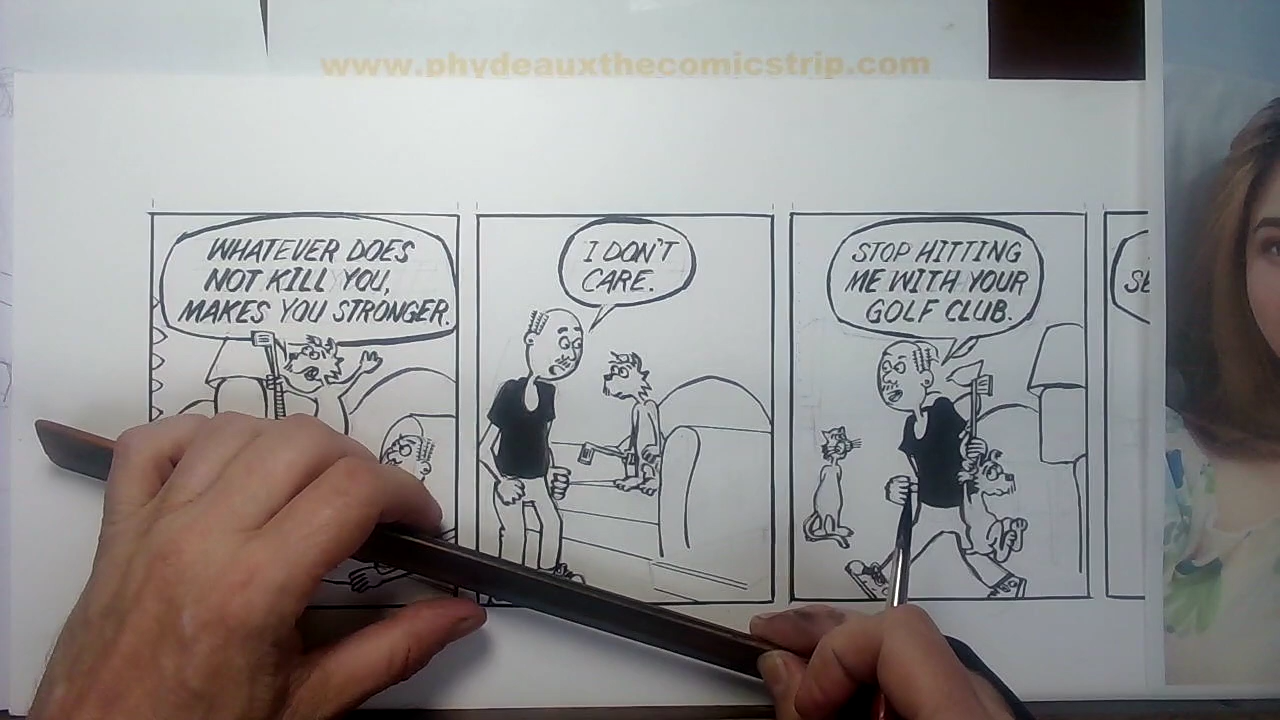 www.phydeauxthecomicstrip.com
WHATEVER DOES
NOT KILL YOU,
MAKES YOU STRONGER.
I DON'T
CARE.
STOP HITTING
ME WITH YOUR
GOLF CLUB.